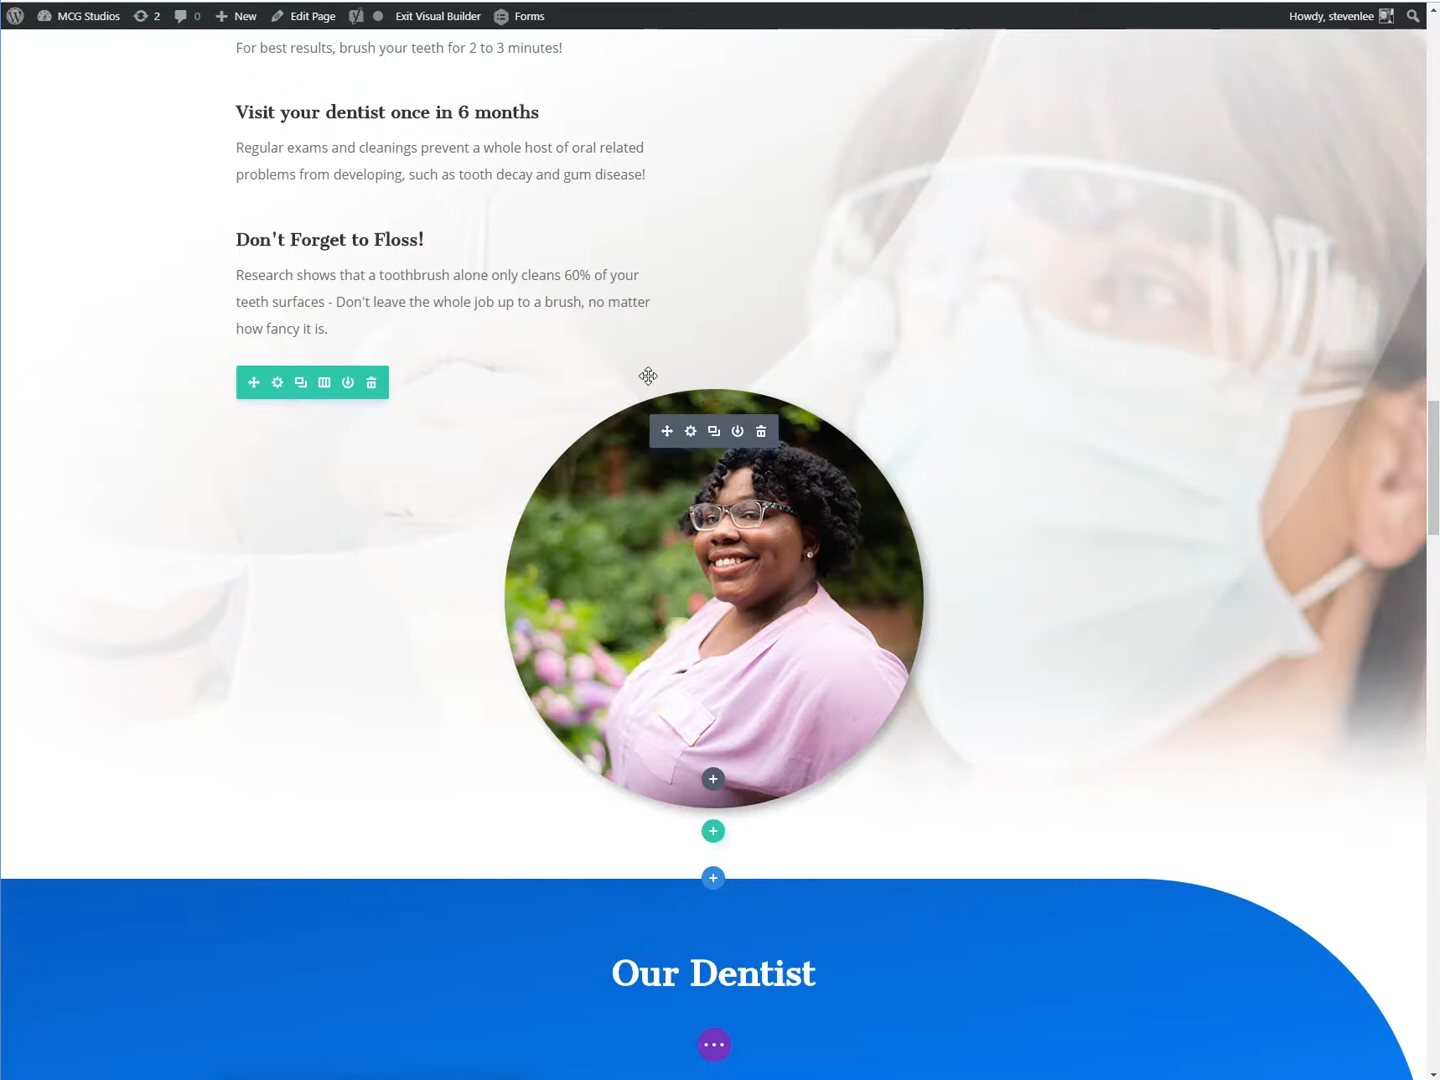 MCG Studios 2 0 New Edit Page Exit Visual Builder Forms Howdy, stevenlee
For best results, brush your teeth for 2 to 3 minutes!
Visit your dentist once in 6 months
Regular exams and cleanings prevent a whole host of oral related
problems from developing, such as tooth decay and gum disease!
Don't Forget to Floss!
Research shows that a toothbrush alone only cleans 60% of your
teeth surfaces - Don't leave the whole job up to a brush, no matter
how fancy it is.
Our Dentist